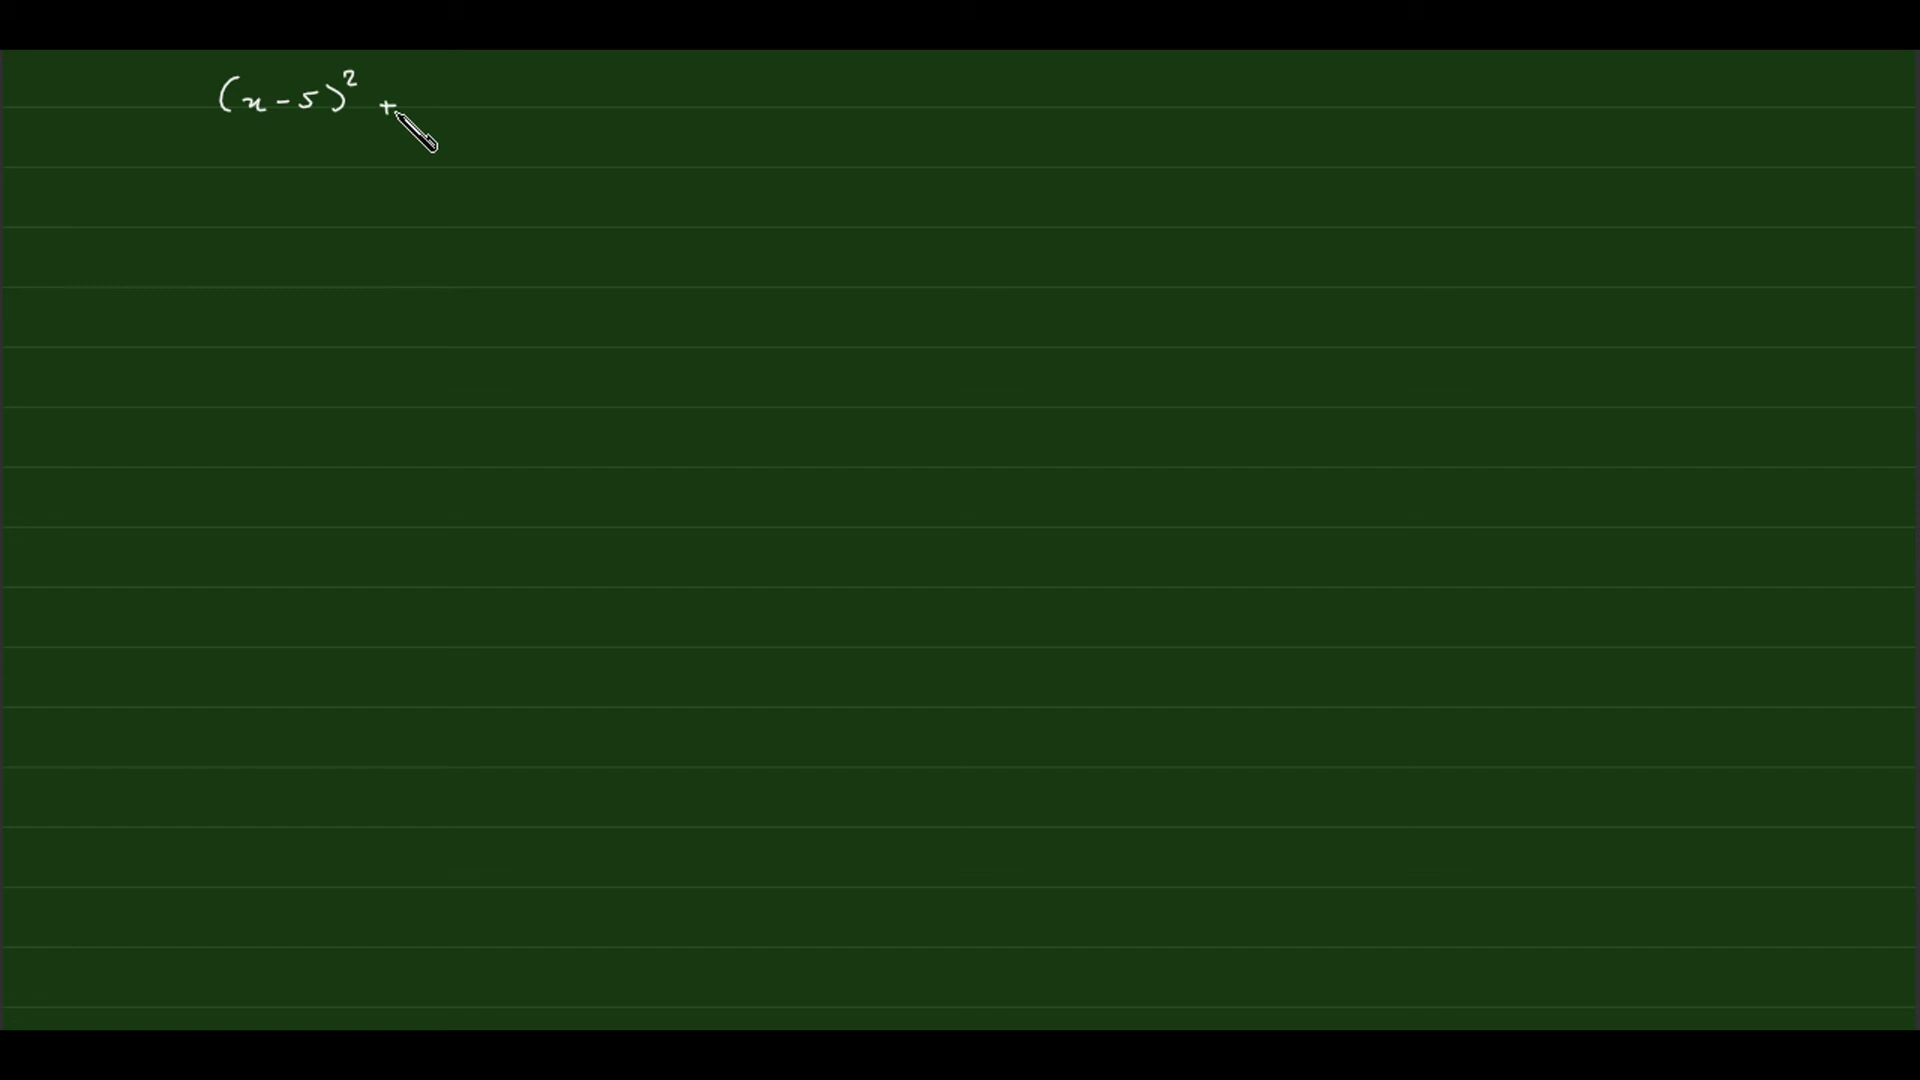 (x-5)² +